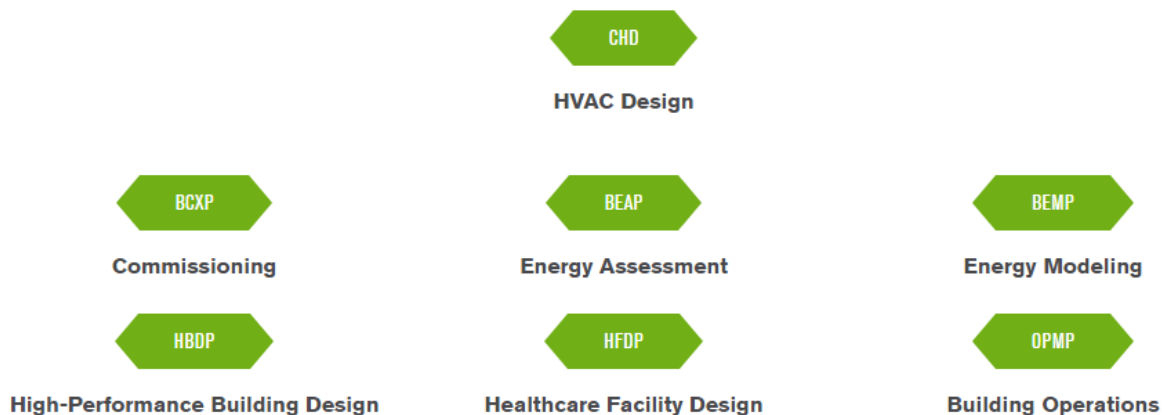 CHD
HVAC Design
BCXP
BEAP
BEMP
Commissioning
Energy Assessment
Energy Modeling
HBDP
HFDP
OPMP
High-Performance Building Design
Healthcare Facility Design
Building Operations